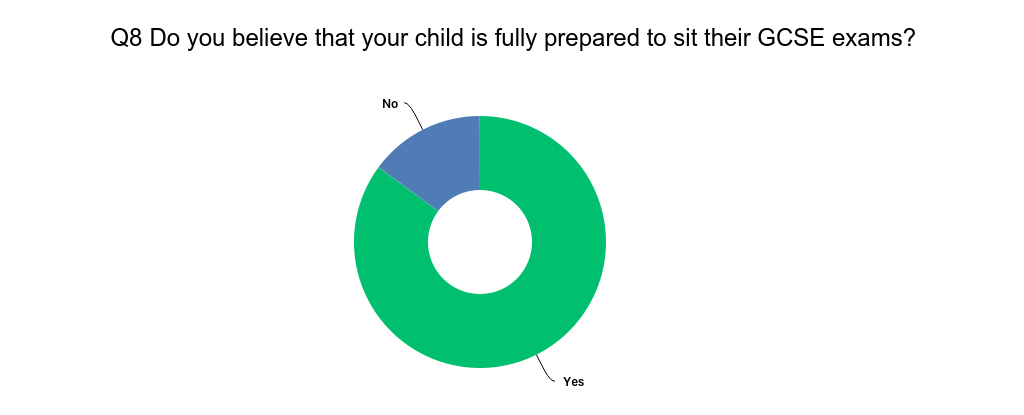 Q8 Do you believe that your child is fully prepared to sit their GCSE exams?
No
Yes